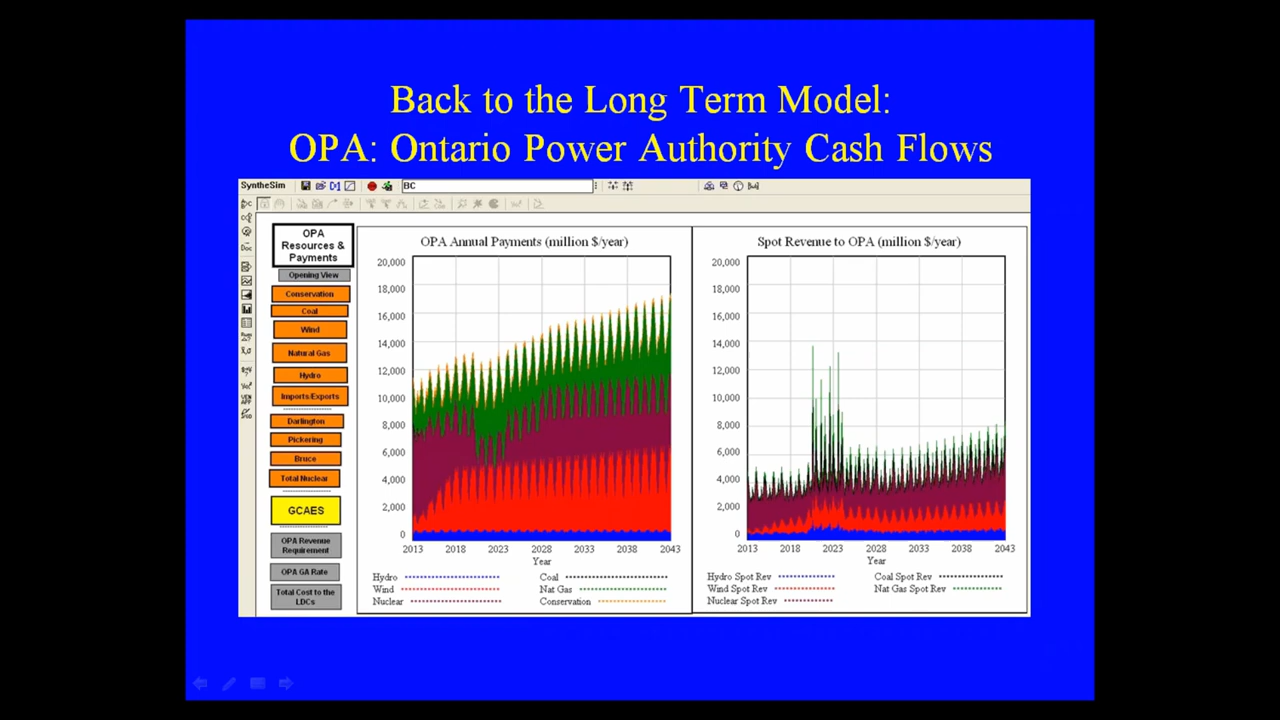 Back to the Long Term Model:
OPA: Ontario Power Authority Cash Flows
SyntheSim
BC
OPA
Resources &
Payments
Opening View
Conservation
Coal
Wind
Natural Gas
Hydro
Imports/Exports
Darlington
Pickering
Bruce
Total Nuclear
GCAES
OPA Revenue
Requirement
OPA GA Rate
Total Cost to the
LDCs
OPA Annual Payments (million $/year)
20,000
18,000
16,000
14,000
12,000
10,000
8,000
6,000
4,000
2,000
0
2013 2018 2023 2028 2033 2038 2043
Year
Hydro Coal
Wind Nat Gas
Nuclear Conservation
Spot Revenue to OPA (million $/year)
20,000
18,000
16,000
14,000
12,000
10,000
8,000
6,000
4,000
2,000
0
2013 2018 2023 2028 2033 2038 2043
Year
Hydro Spot Rev Coal Spot Rev
Wind Spot Rev Nat Gas Spot Rev
Nuclear Spot Rev